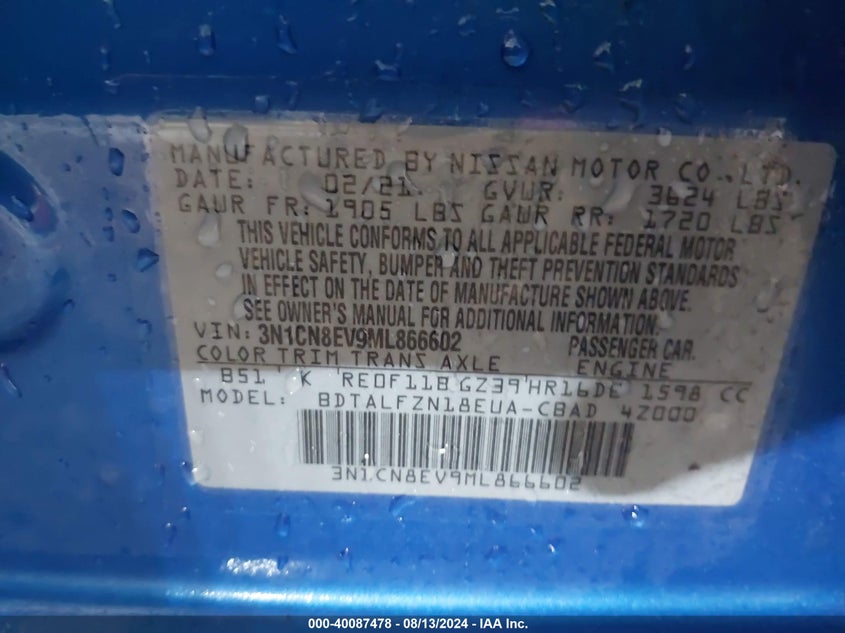 MANUFACTURED BY NISSAN MOTOR CO.,LTD.
DATE: 02/21 GVWR: 3624 LBS
GAWR FR: 1905 LBS GAWR RR: 1720 LBS
THIS VEHICLE CONFORMS TO ALL APPLICABLE FEDERAL MOTOR
VEHICLE SAFETY, BUMPER AND THEFT PREVENTION STANDARDS
IN EFFECT ON THE DATE OF MANUFACTURE SHOWN ABOVE.
SEE OWNER'S MANUAL FOR ADDITIONAL INFORMATION.
VIN: 3N1CN8EV9ML866602 PASSENGER CAR.
COLOR TRIM TRANS AXLE ENGINE
B51 K RE0F11B GZ39 HR16DE 1598 CC
MODEL: BDTALFZN18EUA-CBAD 4Z000
3N1CN8EV9ML866602
000-40087478 - 08/13/2024 - IAA Inc.